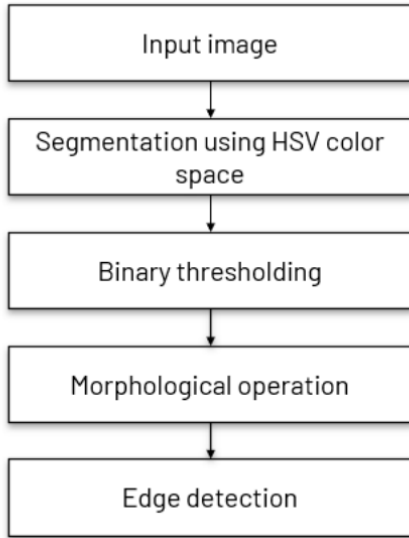 Input image
Segmentation using HSV color
space
Binary thresholding
Morphological operation
Edge detection